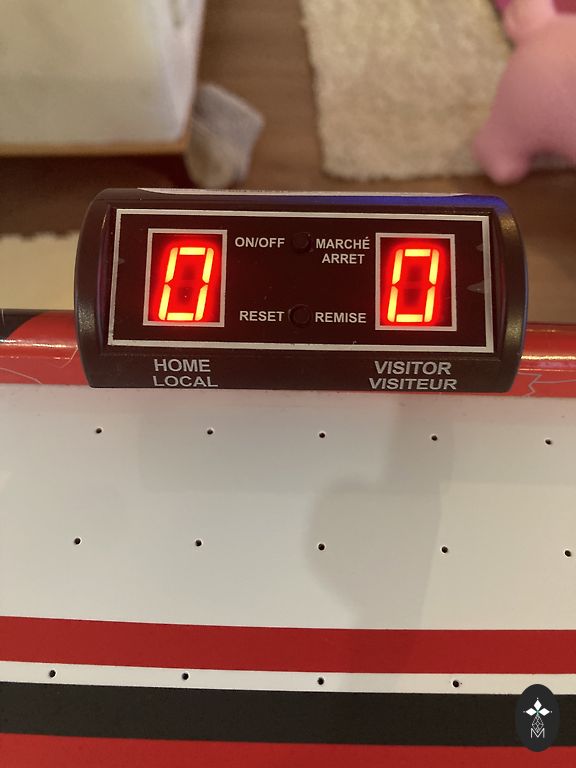 0 ON/OFF MARCHÉ ARRET 0
RESET REMISE
HOME LOCAL
VISITOR VISITEUR